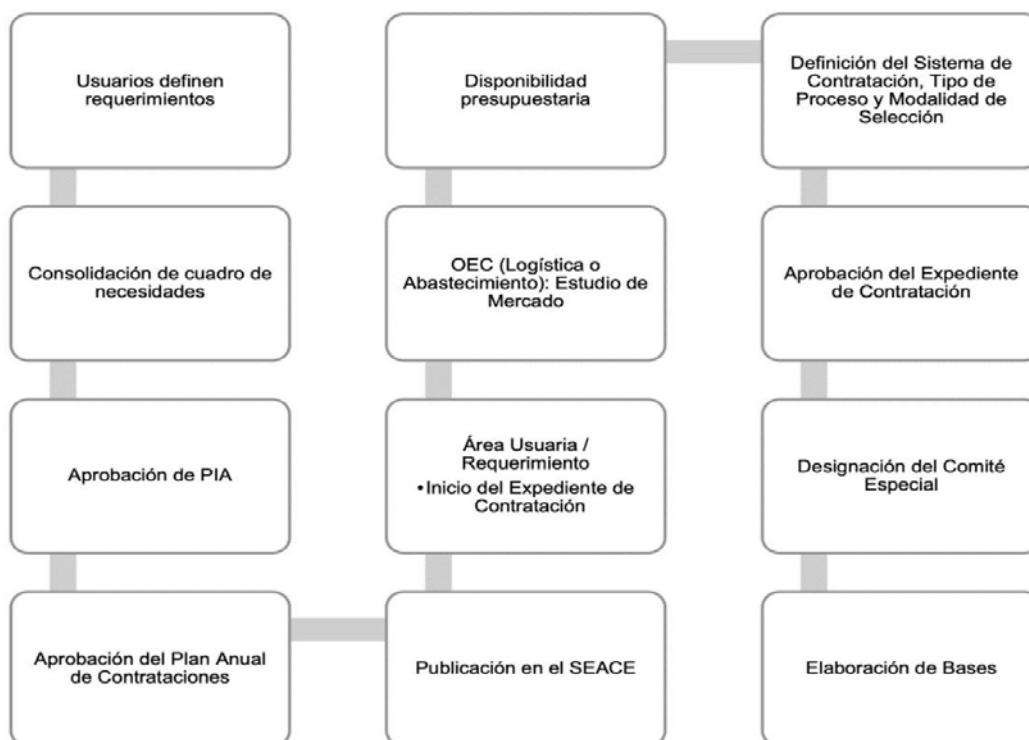 Usuarios definen
requerimientos
Consolidación de cuadro de
necesidades
Aprobación de PIA
Aprobación del Plan Anual
de Contrataciones
Publicación en el SEACE
Área Usuaria /
Requerimiento
•Inicio del Expediente de
Contratación
OEC (Logística o
Abastecimiento): Estudio de
Mercado
Disponibilidad
presupuestaria
Definición del Sistema de
Contratación, Tipo de
Proceso y Modalidad de
Selección
Aprobación del Expediente
de Contratación
Designación del Comité
Especial
Elaboración de Bases